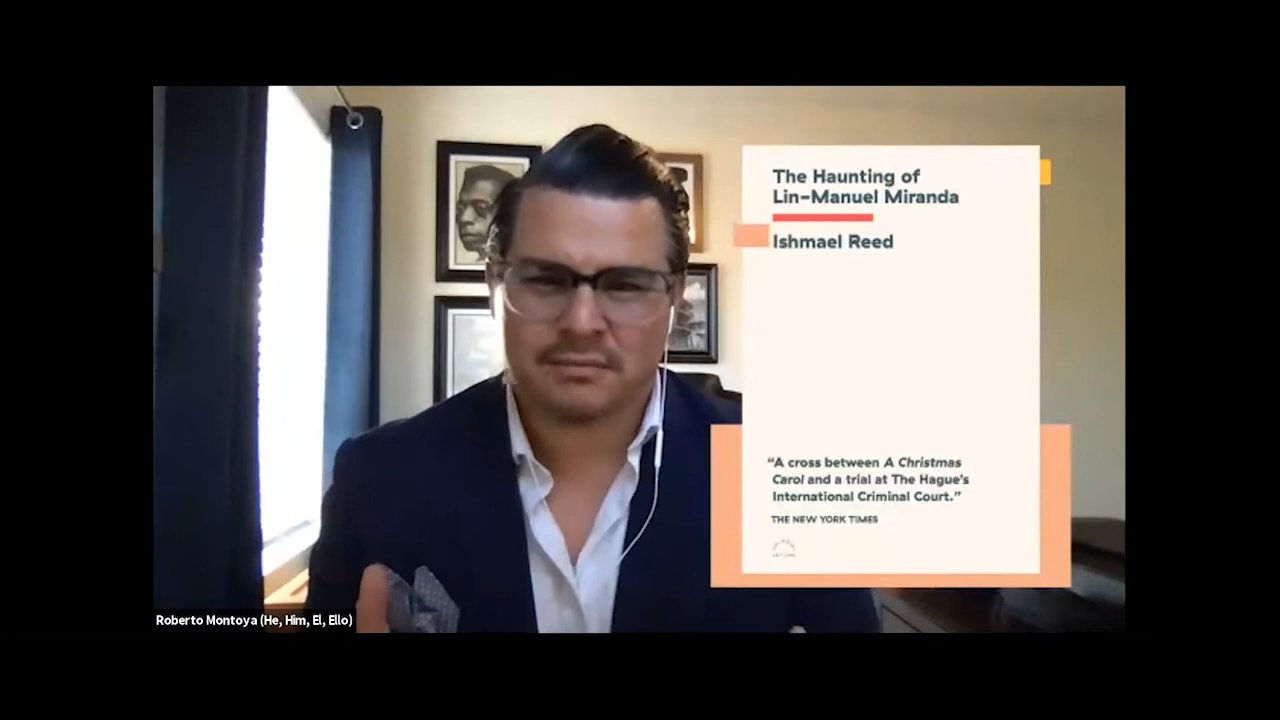 The Haunting of
Lin-Manuel Miranda
Ishmael Reed
“A cross between A Christmas
Carol and a trial at The Hague’s
International Criminal Court.”
THE NEW YORK TIMES
Roberto Montoya (He, Him, El, Ello)